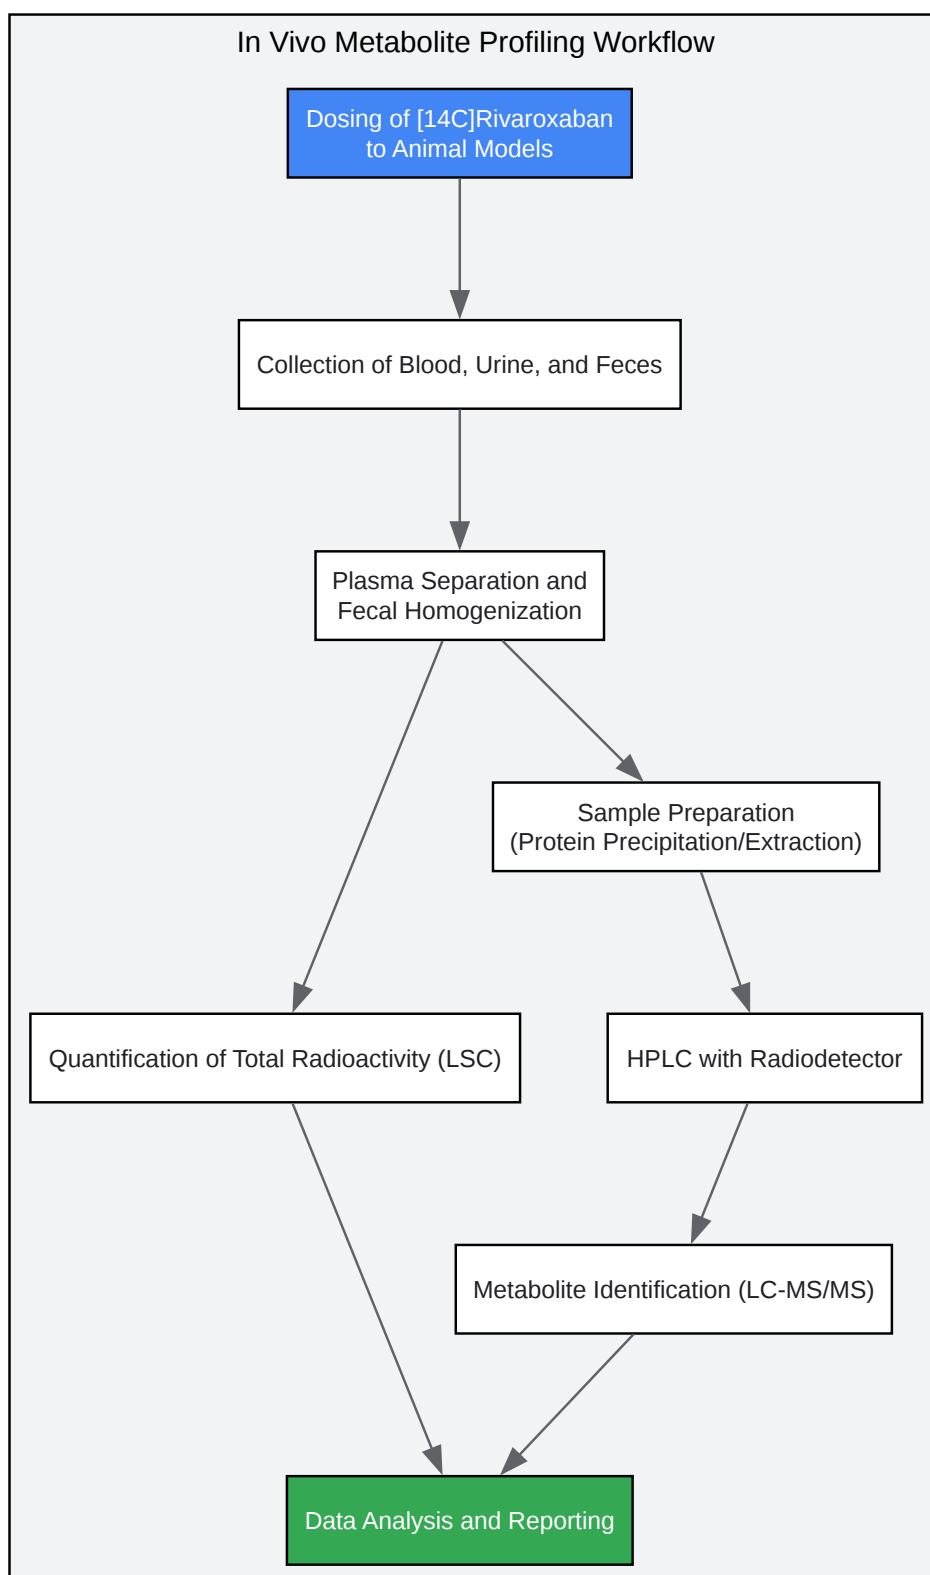 In Vivo Metabolite Profiling Workflow
Dosing of [14C]Rivaroxaban
to Animal Models
Collection of Blood, Urine, and Feces
Plasma Separation and
Fecal Homogenization
Sample Preparation
(Protein Precipitation/Extraction)
Quantification of Total Radioactivity (LSC)
HPLC with Radiodetector
Metabolite Identification (LC-MS/MS)
Data Analysis and Reporting